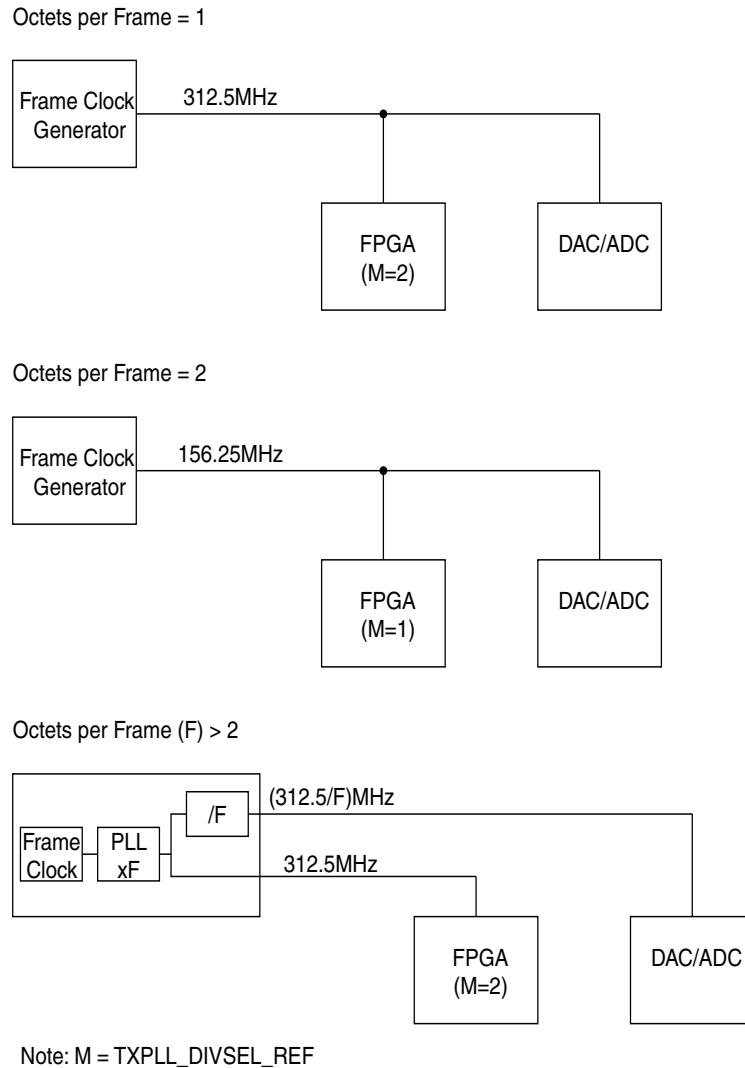 Octets per Frame = 1
Frame Clock
Generator
312.5MHz
FPGA
(M=2)
DAC/ADC
Octets per Frame = 2
Frame Clock
Generator
156.25MHz
FPGA
(M=1)
DAC/ADC
Octets per Frame (F) > 2
Frame
Clock
PLL
xF
/F
(312.5/F)MHz
312.5MHz
FPGA
(M=2)
DAC/ADC
Note: M = TXPLL_DIVSEL_REF